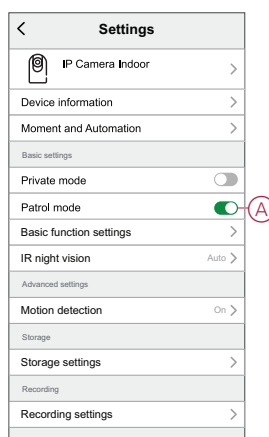 Settings
IP Camera Indoor
Device information
Moment and Automation
Basic settings
Private mode
Patrol mode
A
Basic function settings
IR night vision Auto
Advanced settings
Motion detection On
Storage
Storage settings
Recording
Recording settings